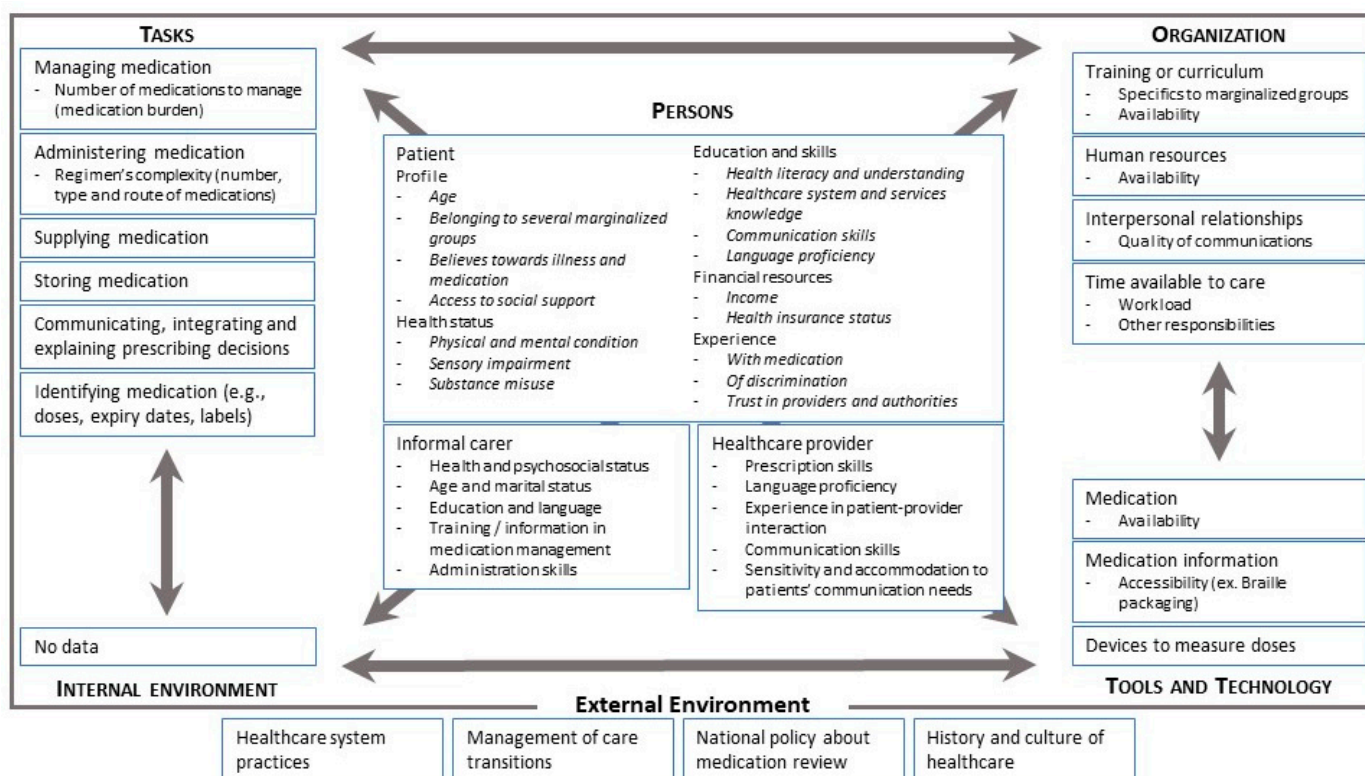 TASKS
Managing medication
- Number of medications to manage
(medication burden)
Administering medication
- Regimen's complexity (number,
type and route of medications)
Supplying medication
Storing medication
Communicating, integrating and
explaining prescribing decisions
Identifying medication (e.g.,
doses, expiry dates, labels)
PERSONS
Patient
Profile
- Age
- Belonging to several marginalized
groups
- Believes towards illness and
medication
- Access to social support
Health status
- Physical and mental condition
- Sensory impairment
- Substance misuse
Education and skills
- Health literacy and understanding
- Healthcare system and services
knowledge
- Communication skills
- Language proficiency
Financial resources
- Income
- Health insurance status
Experience
- With medication
- Of discrimination
- Trust in providers and authorities
Informal carer
- Health and psychosocial status
- Age and marital status
- Education and language
- Training / information in
medication management
- Administration skills
Healthcare provider
- Prescription skills
- Language proficiency
- Experience in patient-provider
interaction
- Communication skills
- Sensitivity and accommodation to
patients' communication needs
ORGANIZATION
Training or curriculum
- Specifics to marginalized groups
- Availability
Human resources
- Availability
Interpersonal relationships
- Quality of communications
Time available to care
- Workload
- Other responsibilities
Medication
- Availability
Medication information
- Accessibility (ex. Braille
packaging)
Devices to measure doses
TOOLS AND TECHNOLOGY
No data
INTERNAL ENVIRONMENT
External Environment
Healthcare system
practices
Management of care
transitions
National policy about
medication review
History and culture of
healthcare